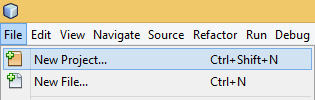 File Edit View Navigate Source Refactor Run Debug
New Project... Ctrl+Shift+N
New File... Ctrl+N